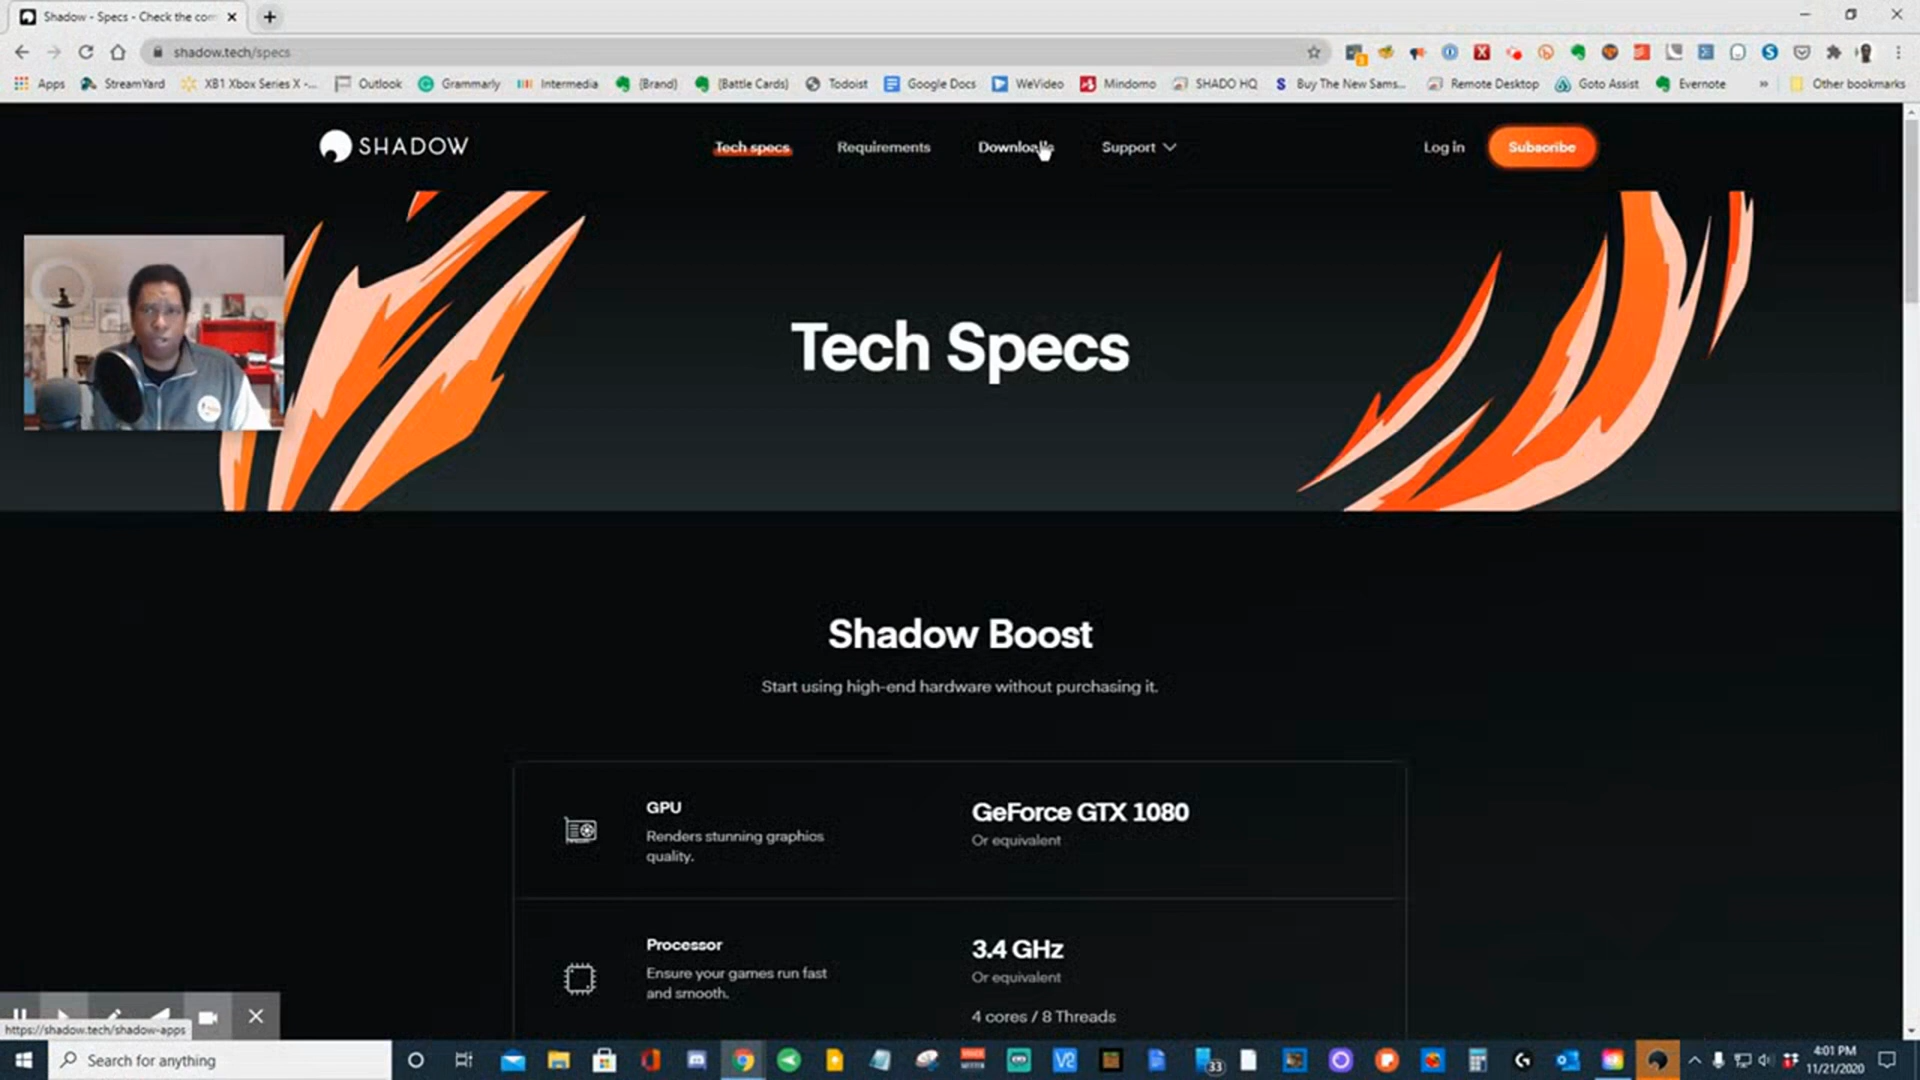 Shadow - Specs - Check the com
shadow.tech/specs
Apps
StreamYard
XB1 Xbox Series X -...
Outlook
Grammarly
Intermedia
(Brand)
(Battle Cards)
Todoist
Google Docs
WeVideo
Mindomo
SHADO HQ
Buy The New Sams...
Remote Desktop
Goto Assist
Evernote
»
Other bookmarks
SHADOW
Tech specs
Requirements
Downloads
Support
Log in
Subscribe
Tech Specs
Shadow Boost
Start using high-end hardware without purchasing it.
GPU
Renders stunning graphics
quality.
GeForce GTX 1080
Or equivalent
Processor
Ensure your games run fast
and smooth.
3.4 GHz
Or equivalent
4 cores / 8 Threads
https://shadow.tech/shadow-apps
Search for anything
33
4:01 PM
11/21/2020